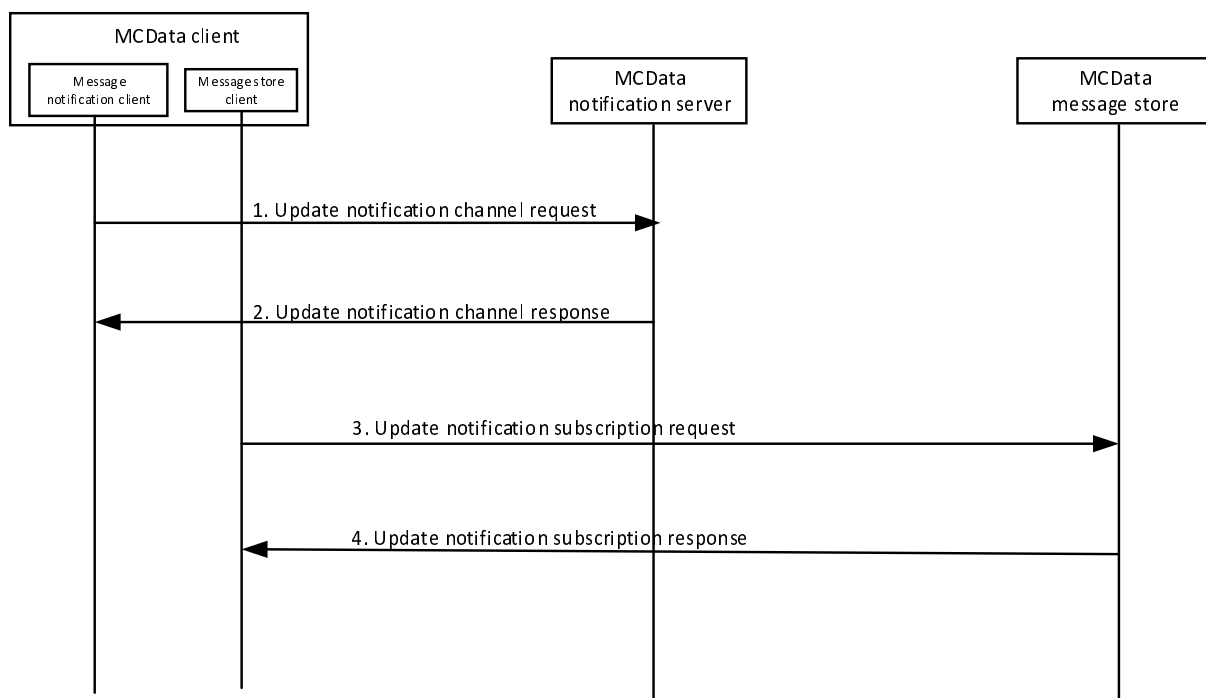 MCData client
Message
notification client
Message store
client
MCData
notification server
MCData
message store
1. Update notification channel request
2. Update notification channel response
3. Update notification subscription request
4. Update notification subscription response